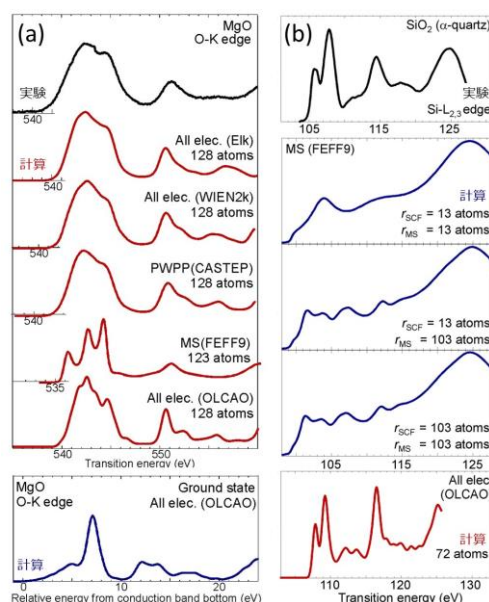 (a)
MgO
O-K edge
実験
540
All elec. (Elk)
128 atoms
計算
540
All elec. (WIEN2k)
128 atoms
540
PWPP(CASTEP)
128 atoms
540
MS(FEFF9)
123 atoms
535
All elec. (OLCAO)
128 atoms
540 550
Transition energy (eV)
MgO
O-K edge
Ground state
All elec. (OLCAO)
計算
0 10 20
Relative energy from conduction band bottom (eV)
(b)
SiO2 (α-quartz)
実験
Si-L2,3 edge
105 115 125
MS (FEFF9)
計算
rSCF = 13 atoms
rMS = 13 atoms
rSCF = 13 atoms
rMS = 103 atoms
rSCF = 103 atoms
rMS = 103 atoms
105 115 125
All elec
(OLCAO)
計算
72 atoms
110 120 130
Transition energy (eV)